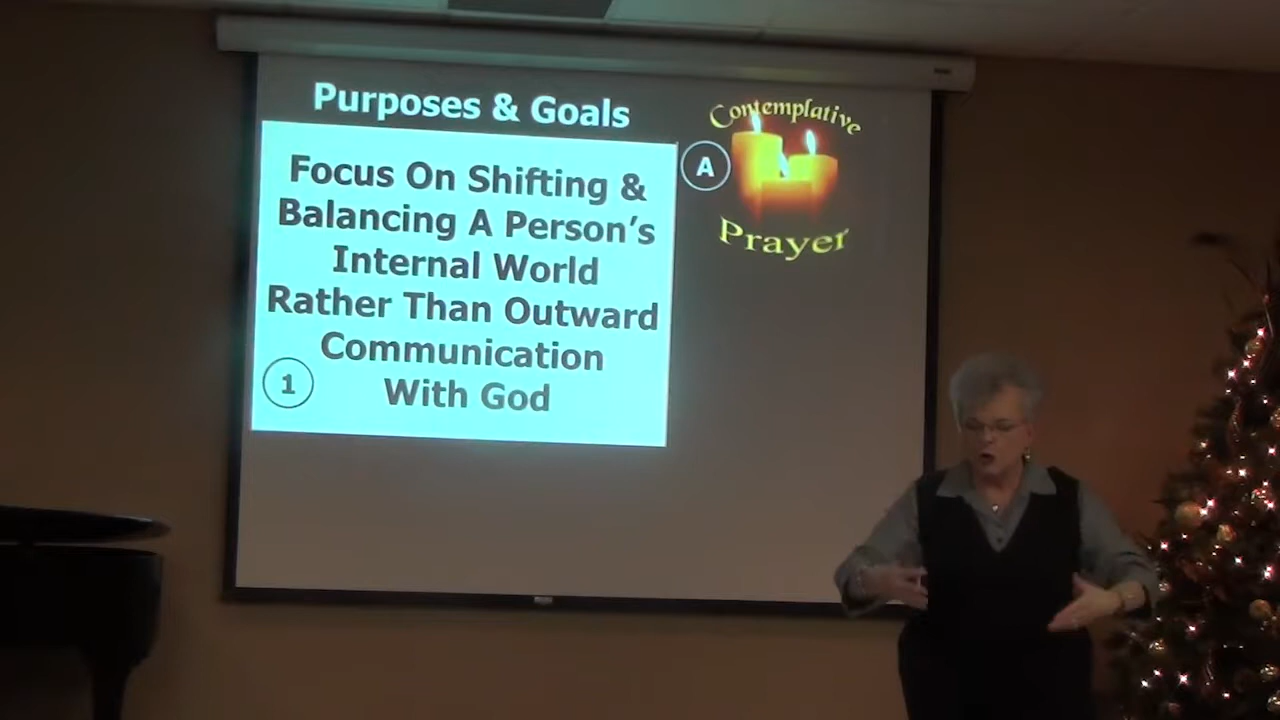 Purposes & Goals
Focus On Shifting &
Balancing A Person's
Internal World
Rather Than Outward
Communication
With God
1
A
Contemplative
Prayer